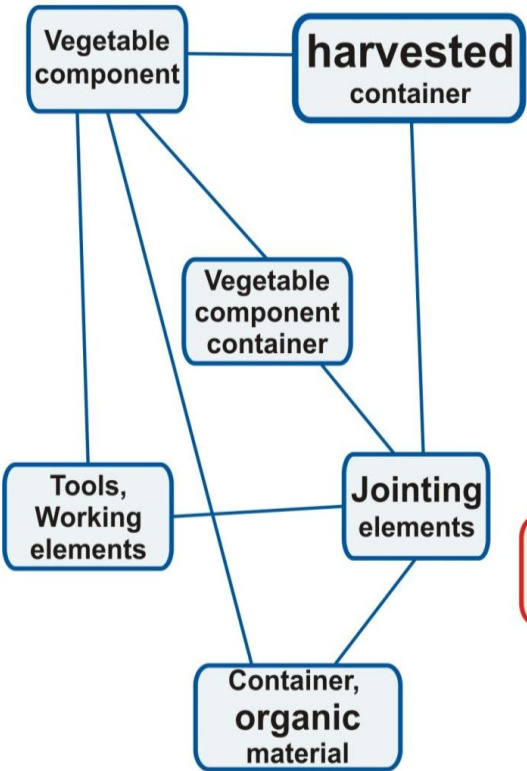 Vegetable
component
harvested
container
Vegetable
component
container
Tools,
Working
elements
Jointing
elements
Container,
organic
material